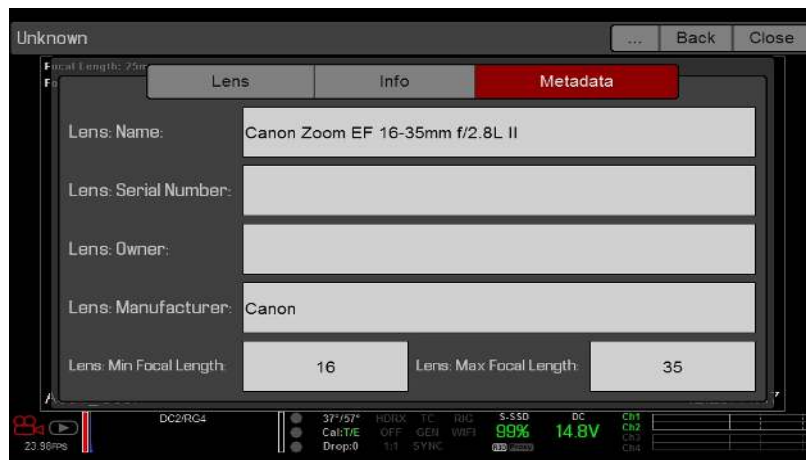 Unknown ... Back Close
Focal Length: 25m
Lens Info Metadata
Lens: Name: Canon Zoom EF 16-35mm f/2.8L II
Lens: Serial Number:
Lens: Owner:
Lens: Manufacturer: Canon
Lens: Min Focal Length: 16 Lens: Max Focal Length: 35
DC2/RG4 37°/57° HDRX TC RIG S-SSD DC Ch1
Cal:T/E OFF GEN WIFI 99% 14.8V Ch2
23.98FPS Drop:0 1:1 SYNC Ch3
Ch4